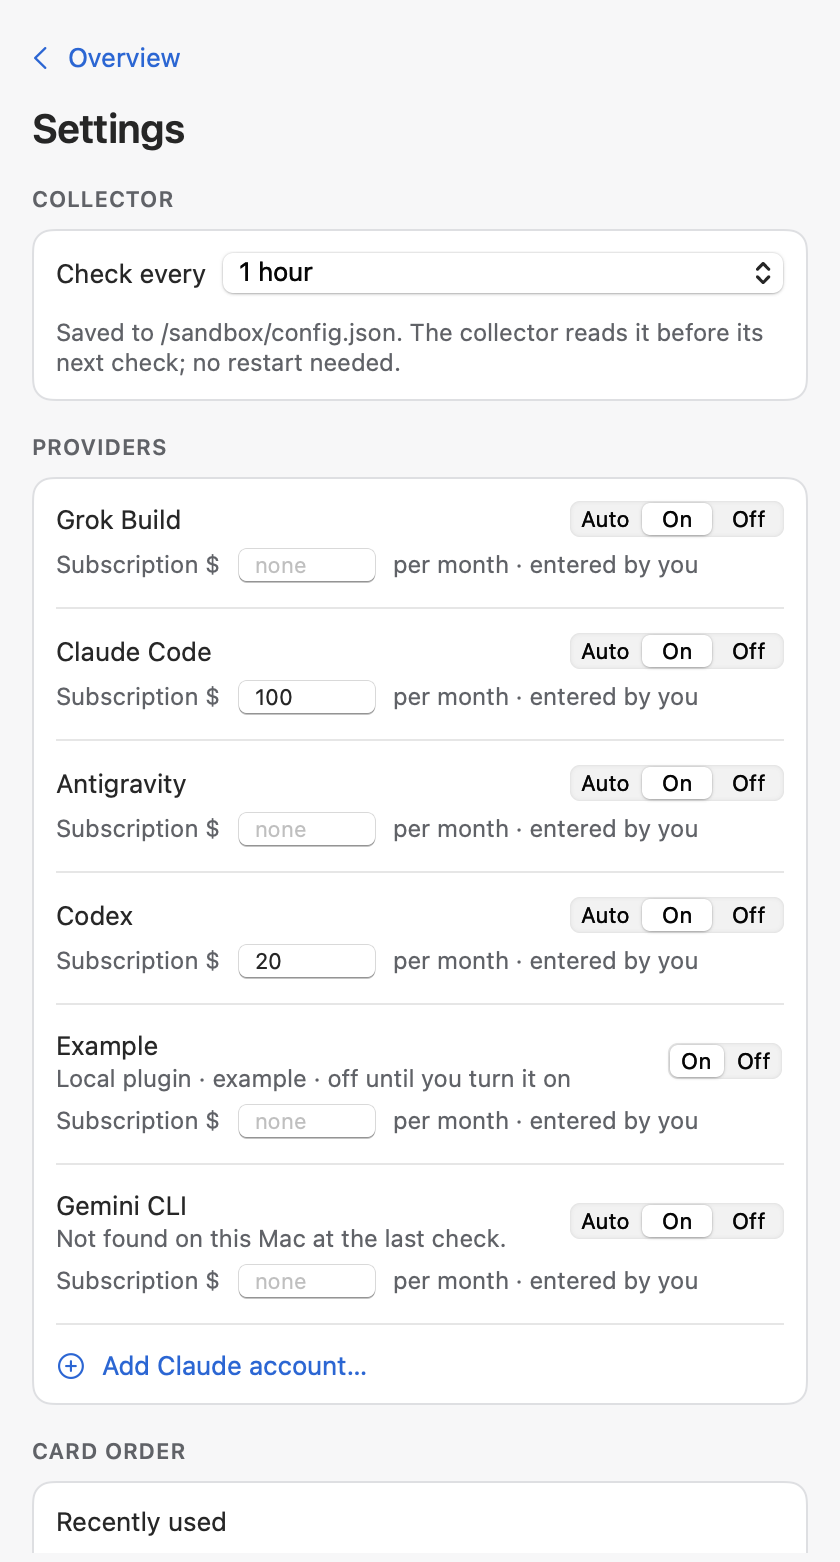 Overview
Settings
COLLECTOR
Check every 1 hour
Saved to /sandbox/config.json. The collector reads it before its
next check; no restart needed.
PROVIDERS
Grok Build Auto On Off
Subscription $ none per month · entered by you
Claude Code Auto On Off
Subscription $ 100 per month · entered by you
Antigravity Auto On Off
Subscription $ none per month · entered by you
Codex Auto On Off
Subscription $ 20 per month · entered by you
Example On Off
Local plugin · example · off until you turn it on
Subscription $ none per month · entered by you
Gemini CLI Auto On Off
Not found on this Mac at the last check.
Subscription $ none per month · entered by you
Add Claude account...
CARD ORDER
Recently used